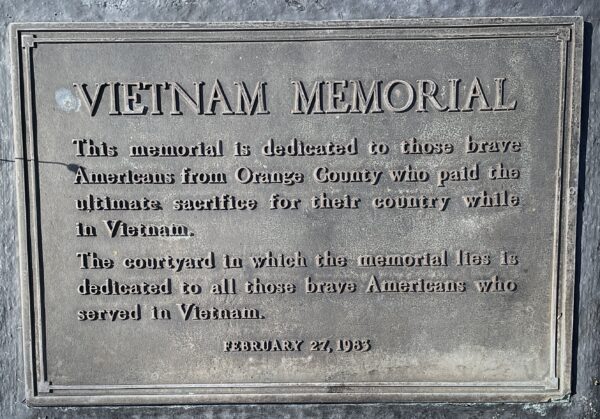 VIETNAM MEMORIAL
This memorial is dedicated to those brave
Americans from Orange County who paid the
ultimate sacrifice for their country while
in Vietnam.
The courtyard in which the memorial lies is
dedicated to all those brave Americans who
served in Vietnam.
FEBRUARY 27, 1983